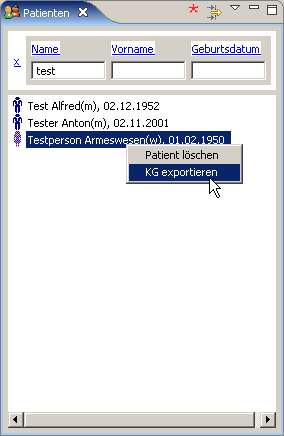 Patienten
Name Vorname Geburtsdatum
x test
Test Alfred(m), 02.12.1952
Tester Anton(m), 02.11.2001
Testperson Armeswesen(w), 01.02.1950
Patient löschen
KG exportieren